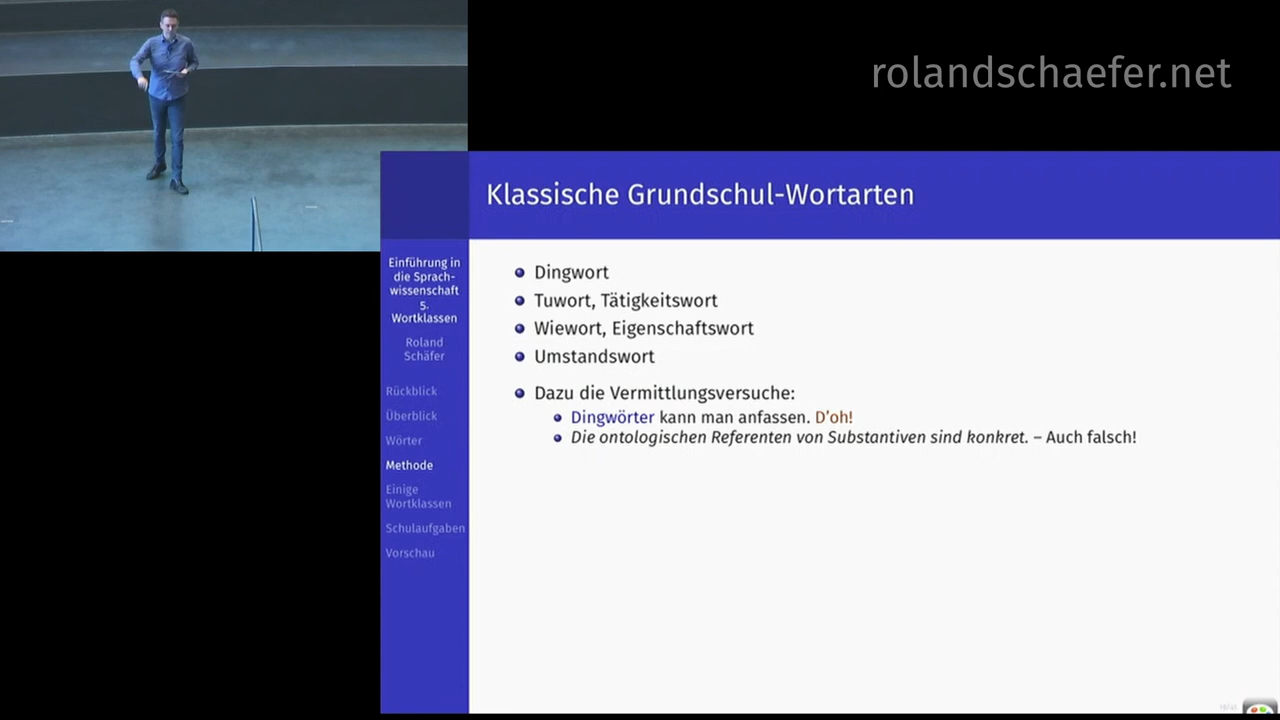 rolandschaefer.net
Klassische Grundschul-Wortarten
Einführung in
die Sprach-
wissenschaft
5.
Wortklassen
Roland
Schäfer
Rückblick
Überblick
Wörter
Methode
Einige
Wortklassen
Schulaufgaben
Vorschau
Dingwort
Tuwort, Tätigkeitswort
Wiewort, Eigenschaftswort
Umstandswort
Dazu die Vermittlungsversuche:
Dingwörter kann man anfassen. D'oh!
Die ontologischen Referenten von Substantiven sind konkret. – Auch falsch!